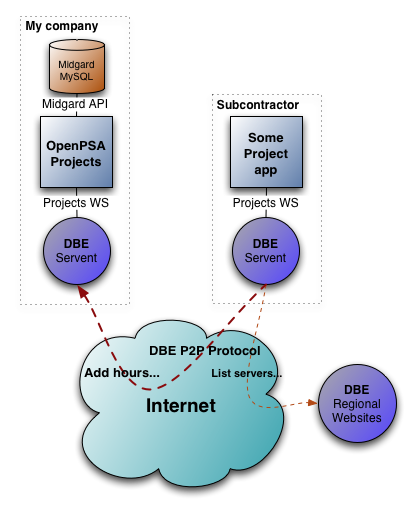 My company
Midgard
MySQL
Midgard API
OpenPSA
Projects
Projects WS
DBE
Servent
Subcontractor
Some
Project
app
Projects WS
DBE
Servent
DBE P2P Protocol
Add hours...
List servers...
Internet
DBE
Regional
Websites